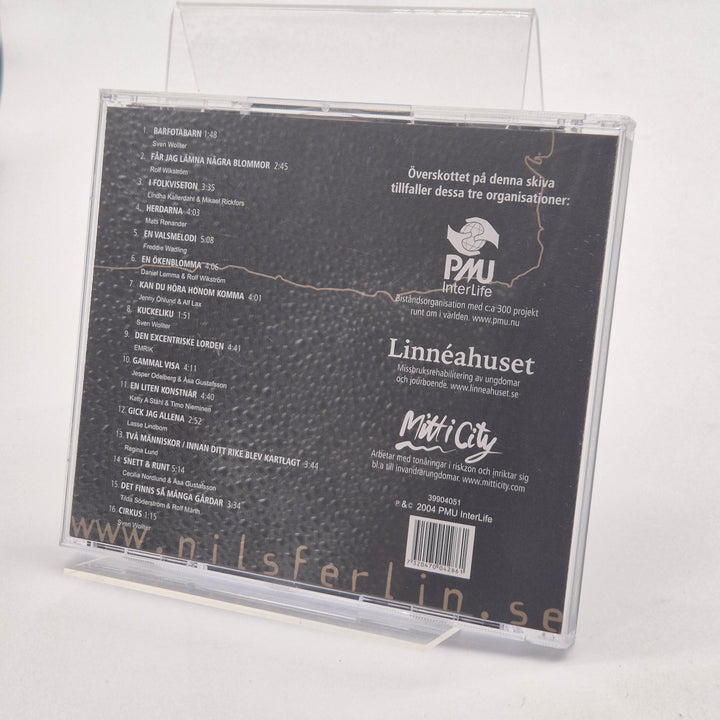 1. BARFOTABARN 1:48
Sven Wollter
2. FÅR JAG LÄMNA NÅGRA BLOMMOR 2:45
Rolf Wikström
3. I FOLKVISETON 3:35
Lindha Kallerdahl & Mikael Rickfors
4. HERDARNA 4:03
Mats Ronander
5. EN VALSMELODI 5:08
Freddie Wadling
6. EN ÖKENBLOMMA 4:06
Daniel Lemma & Rolf Wikström
7. KAN DU HÖRA HONOM KOMMA 4:01
Jenny Öhlund & Alf Lax
8. KUCKELIKU 1:51
Sven Wollter
9. DEN EXCENTRISKE LORDEN 4:41
EMRIK
10. GAMMAL VISA 4:11
Jesper Odelberg & Åsa Gustafsson
11. EN LITEN KONSTNÄR 4:40
Katty A Ståhl & Timo Nieminen
12. GICK JAG ALLENA 2:52
Lasse Lindbom
13. TVÅ MÄNNISKOR / INNAN DITT RIKE BLEV KARTLAGT 3:44
Regina Lund
14. SNETT & RUNT 5:14
Cecilia Nordlund & Åsa Gustafsson
15. DET FINNS SÅ MÅNGA GÅRDAR 3:34
Tilda Söderström & Rolf Märth
16. CIRKUS 1:15
Sven Wollter
Överskottet på denna skiva
tillfaller dessa tre organisationer:
PMU
InterLife
Biståndsorganisation med c:a 300 projekt
runt om i världen. www.pmu.nu
Linnéahuset
Missbruksrehabilitering av ungdomar
och jourboende. www.linneahuset.se
Mitt i City
Arbetar med tonåringar i riskzon och inriktar sig
bl.a till invandrarungdomar. www.mitticity.com
39904051
P & c 2004 PMU InterLife
7320470042861
www.nilsferlin.se